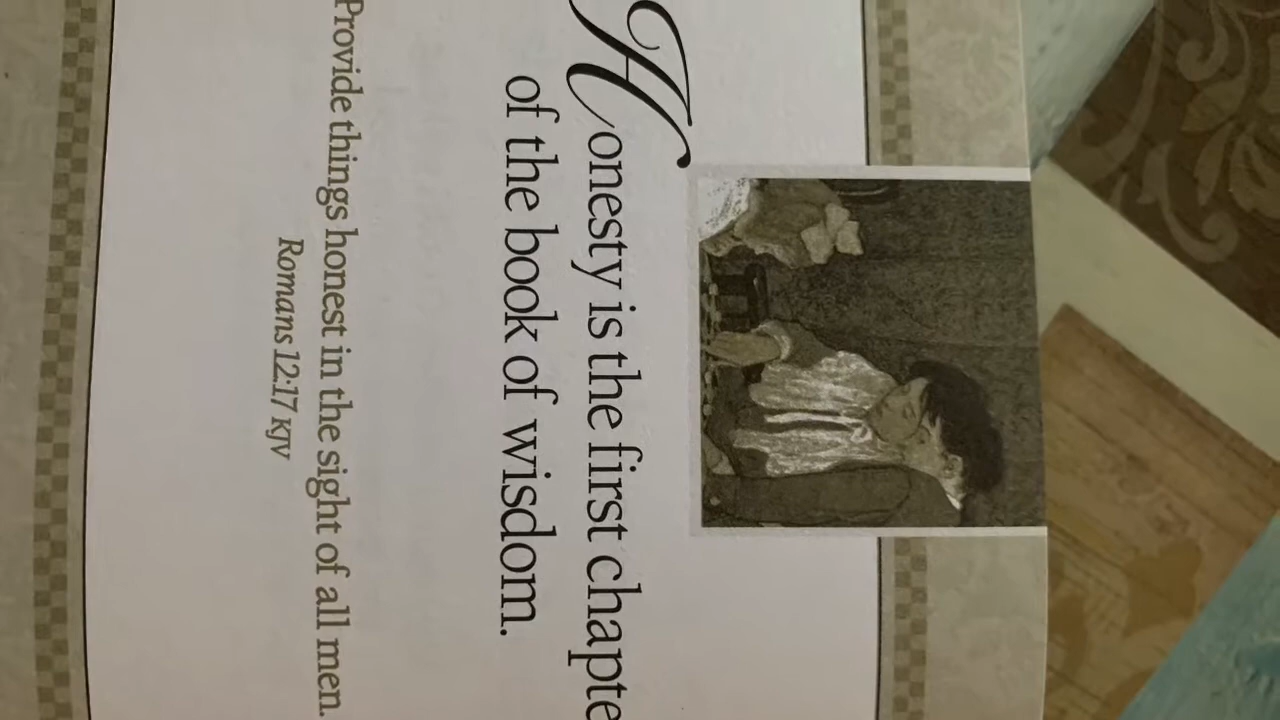 Honesty is the first chapte
of the book of wisdom.
Provide things honest in the sight of all men.
Romans 12:17 KJV